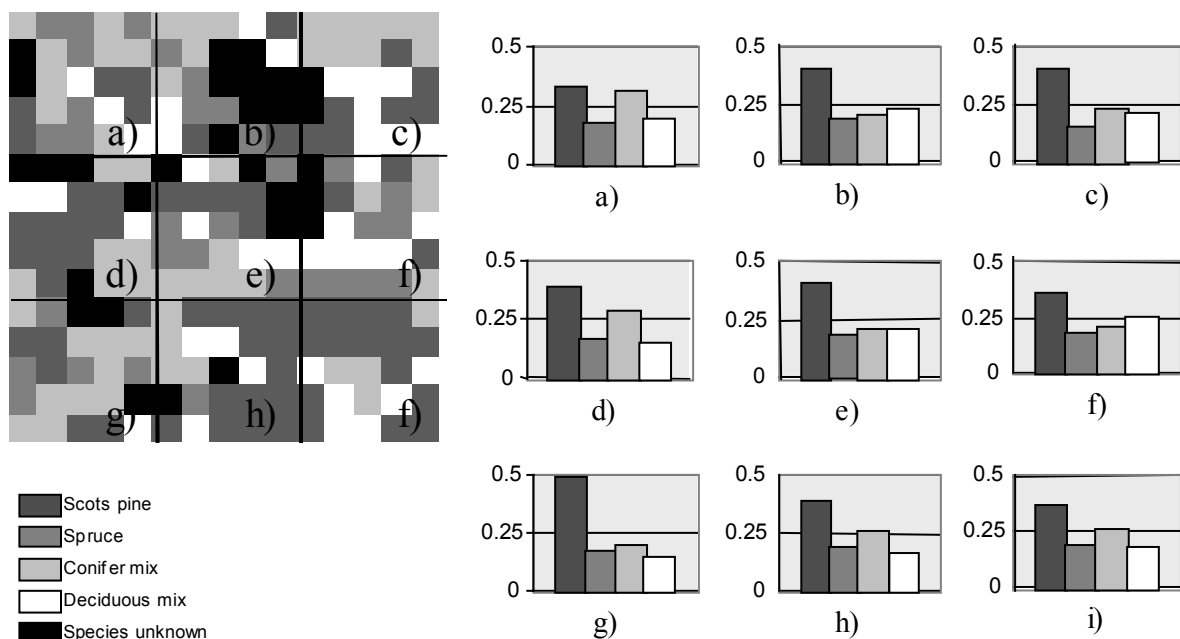 a) b) c)
d) e) f)
g) h) f)
Scots pine
Spruce
Conifer mix
Deciduous mix
Species unknown
0.5 0.5 0.5
0.25 0.25 0.25
0 0 0
a) b) c)
0.5 0.5 0.5
0.25 0.25 0.25
0 0 0
d) e) f)
0.5 0.5 0.5
0.25 0.25 0.25
0 0 0
g) h) i)